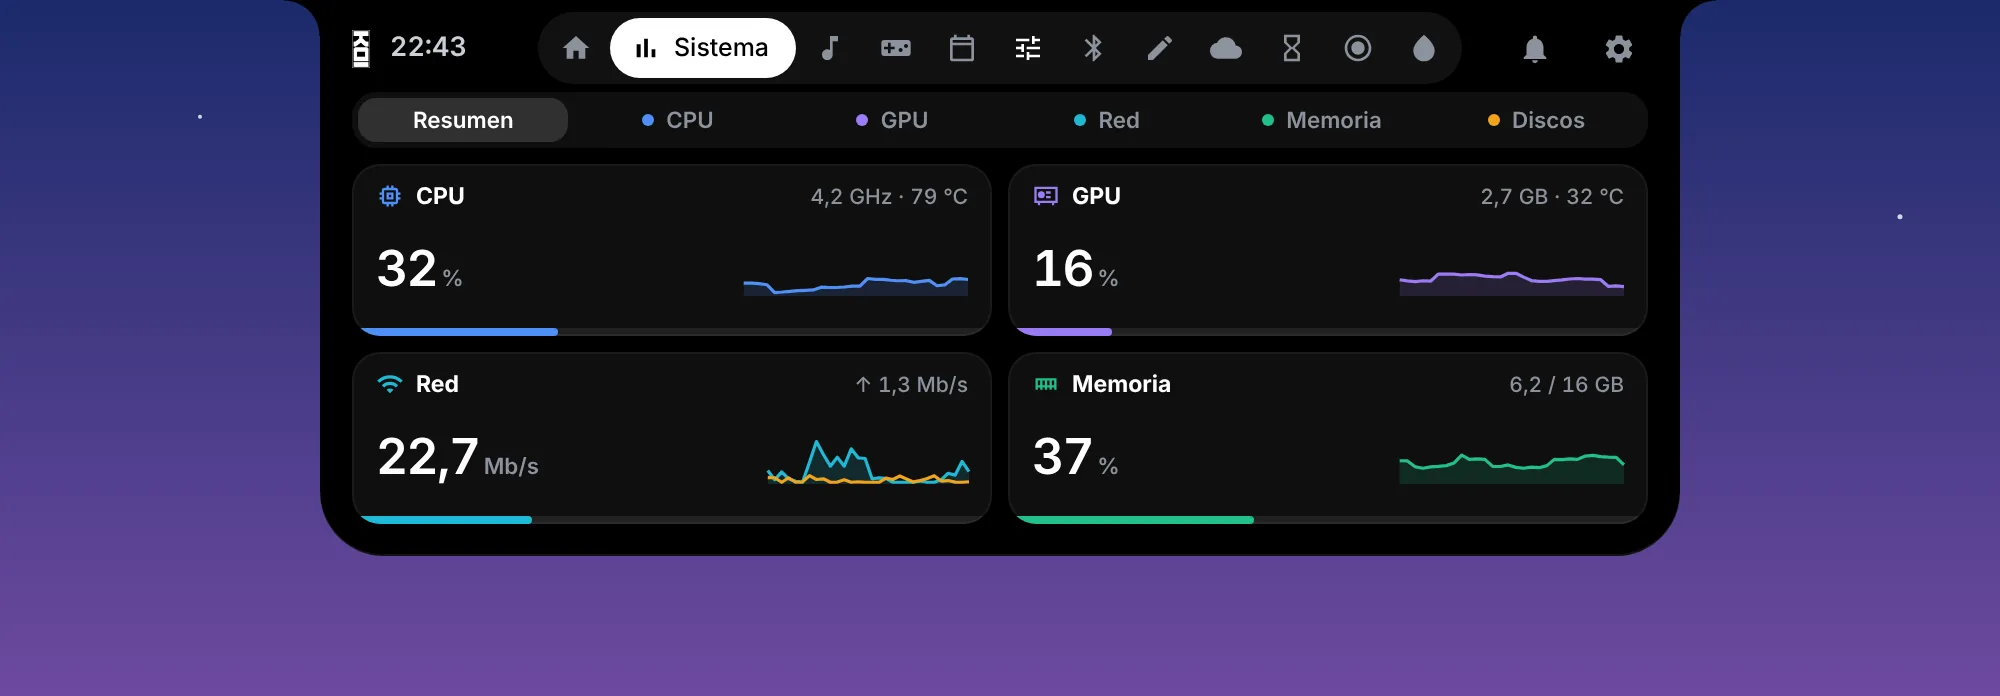 22:43
Sistema
Resumen
CPU
GPU
Red
Memoria
Discos
CPU
4,2 GHz · 79 °C
32 %
GPU
2,7 GB · 32 °C
16 %
Red
↑ 1,3 Mb/s
22,7 Mb/s
Memoria
6,2 / 16 GB
37 %